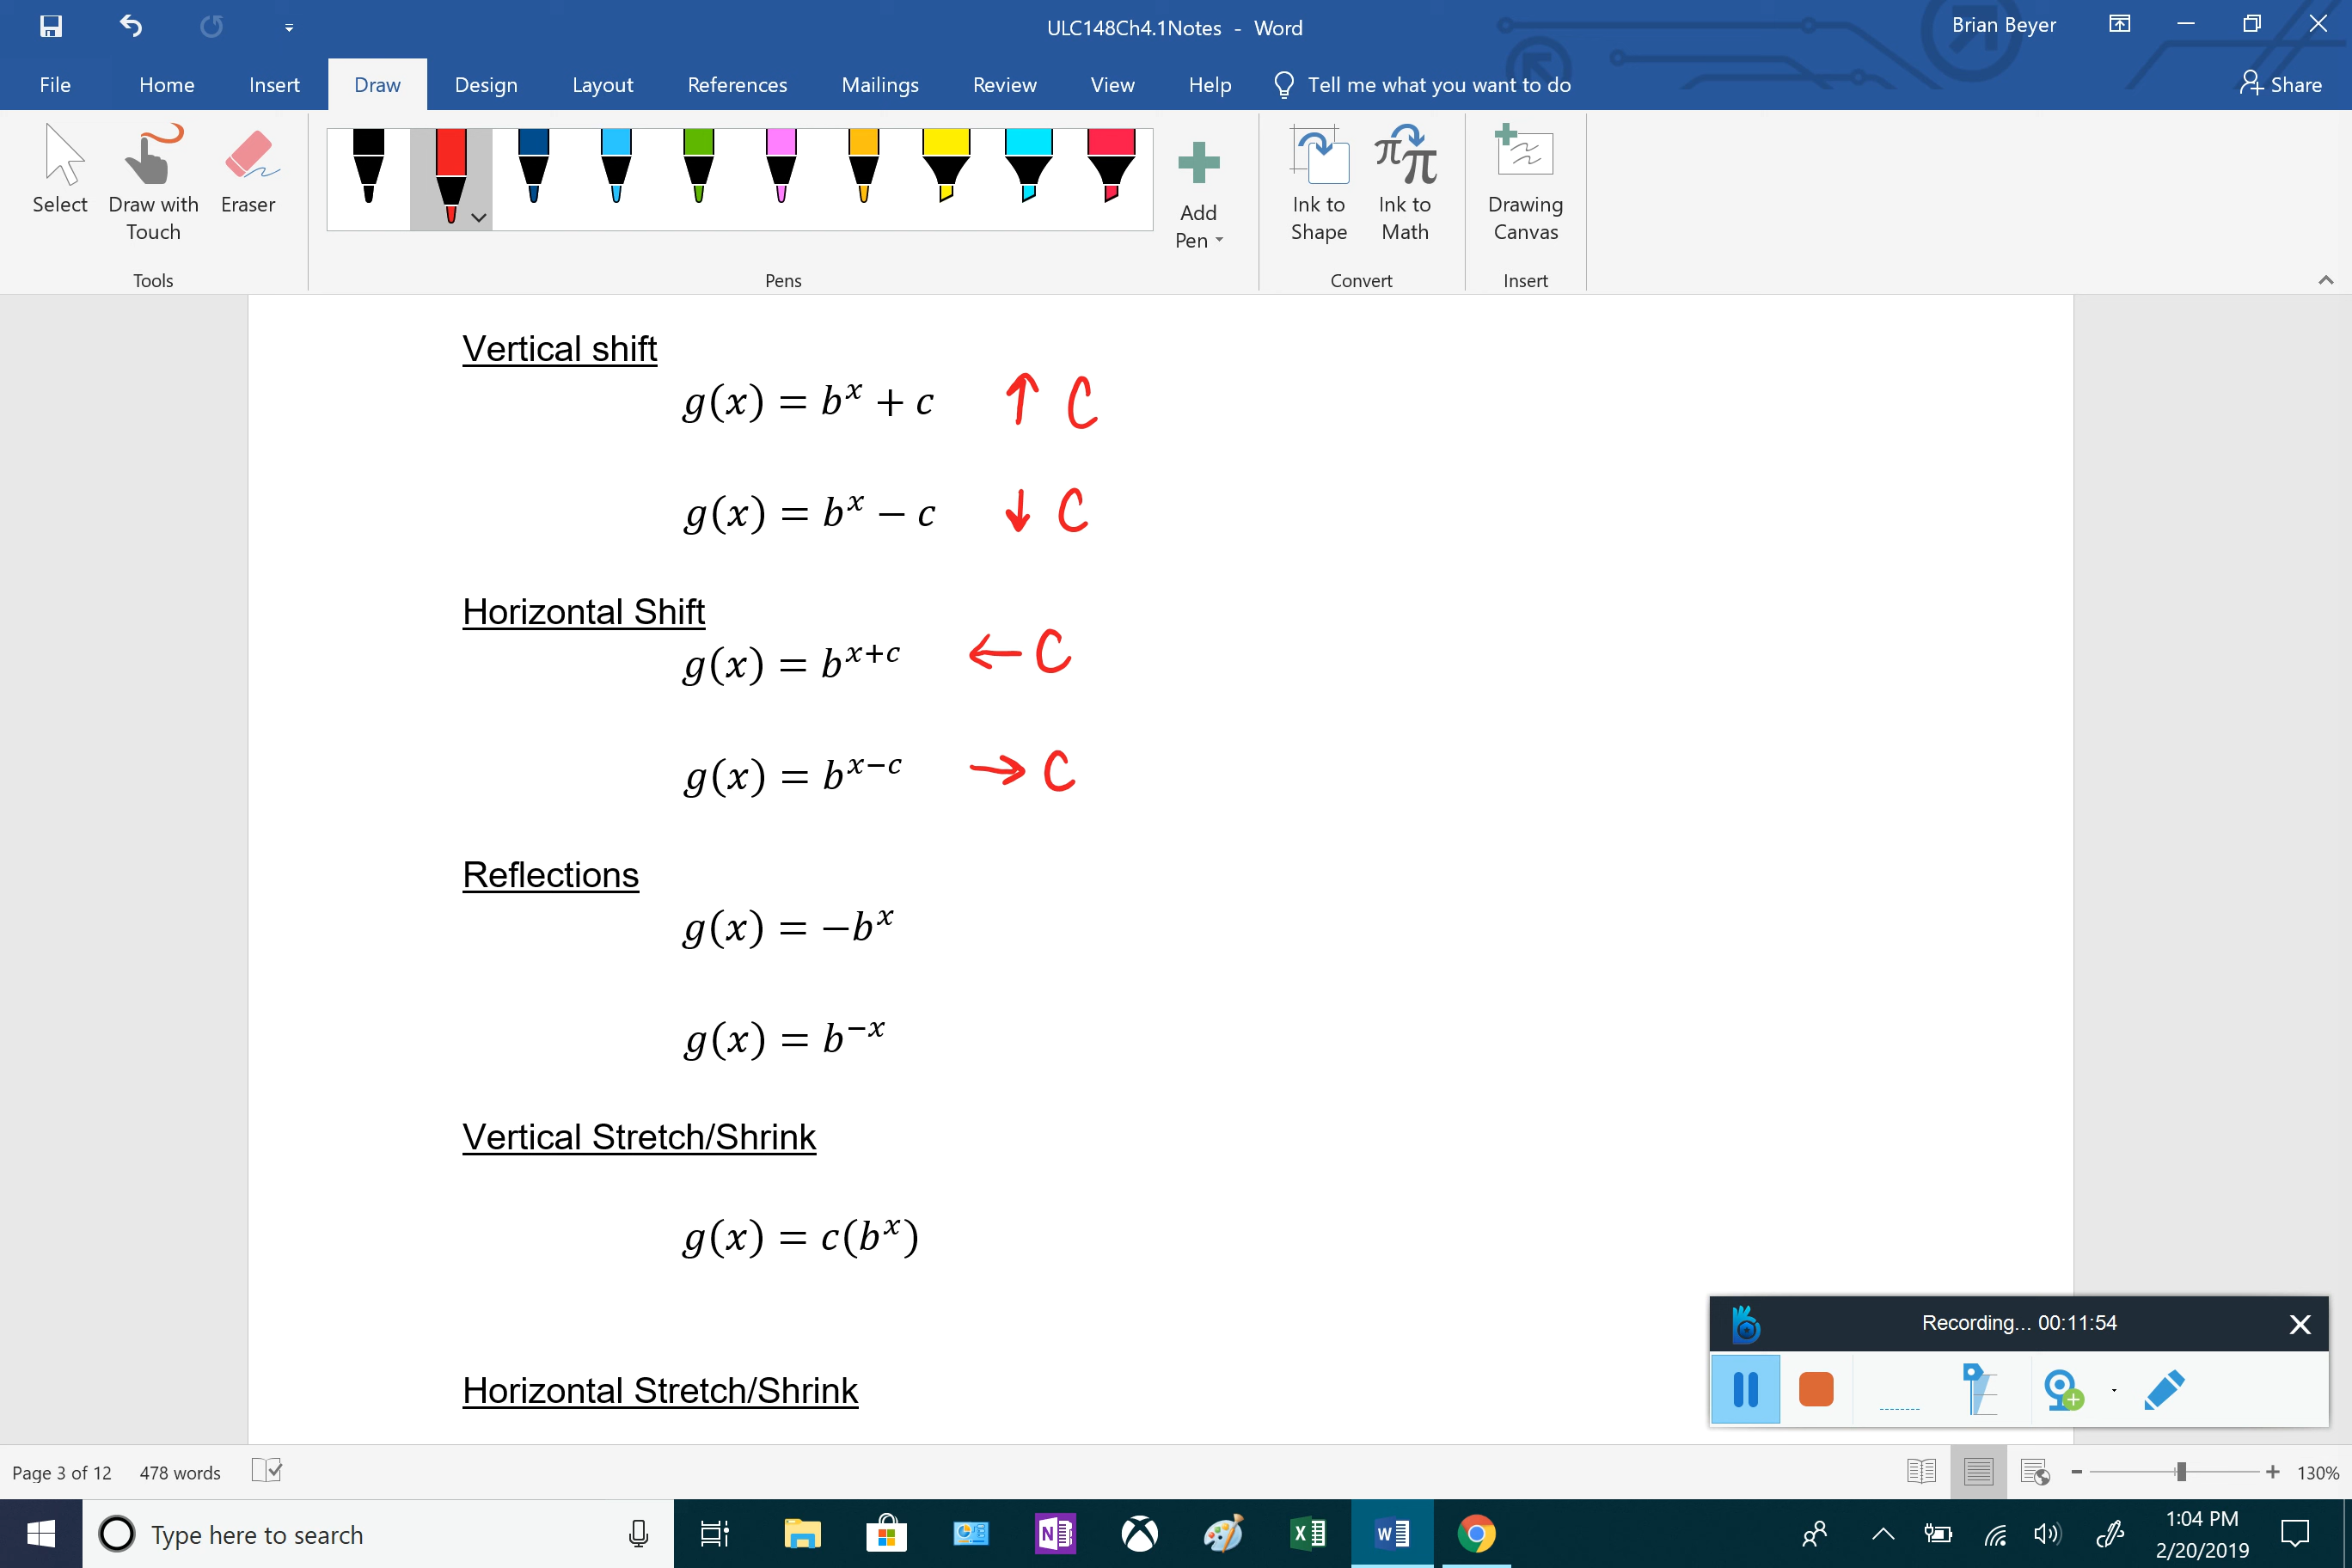 ULC148Ch4.1Notes - Word
Brian Beyer
File Home Insert Draw Design Layout References Mailings Review View Help Tell me what you want to do Share
Select Draw with Touch Eraser
Add Pen
Ink to Shape Ink to Math
Drawing Canvas
Tools Pens Convert Insert
Vertical shift
g(x) = b^x + c ↑ C
g(x) = b^x − c ↓ C
Horizontal Shift
g(x) = b^{x+c} ← C
g(x) = b^{x−c} → C
Reflections
g(x) = −b^x
g(x) = b^{−x}
Vertical Stretch/Shrink
g(x) = c(b^x)
Horizontal Stretch/Shrink
Recording... 00:11:54
Page 3 of 12 478 words
130%
Type here to search
1:04 PM
2/20/2019